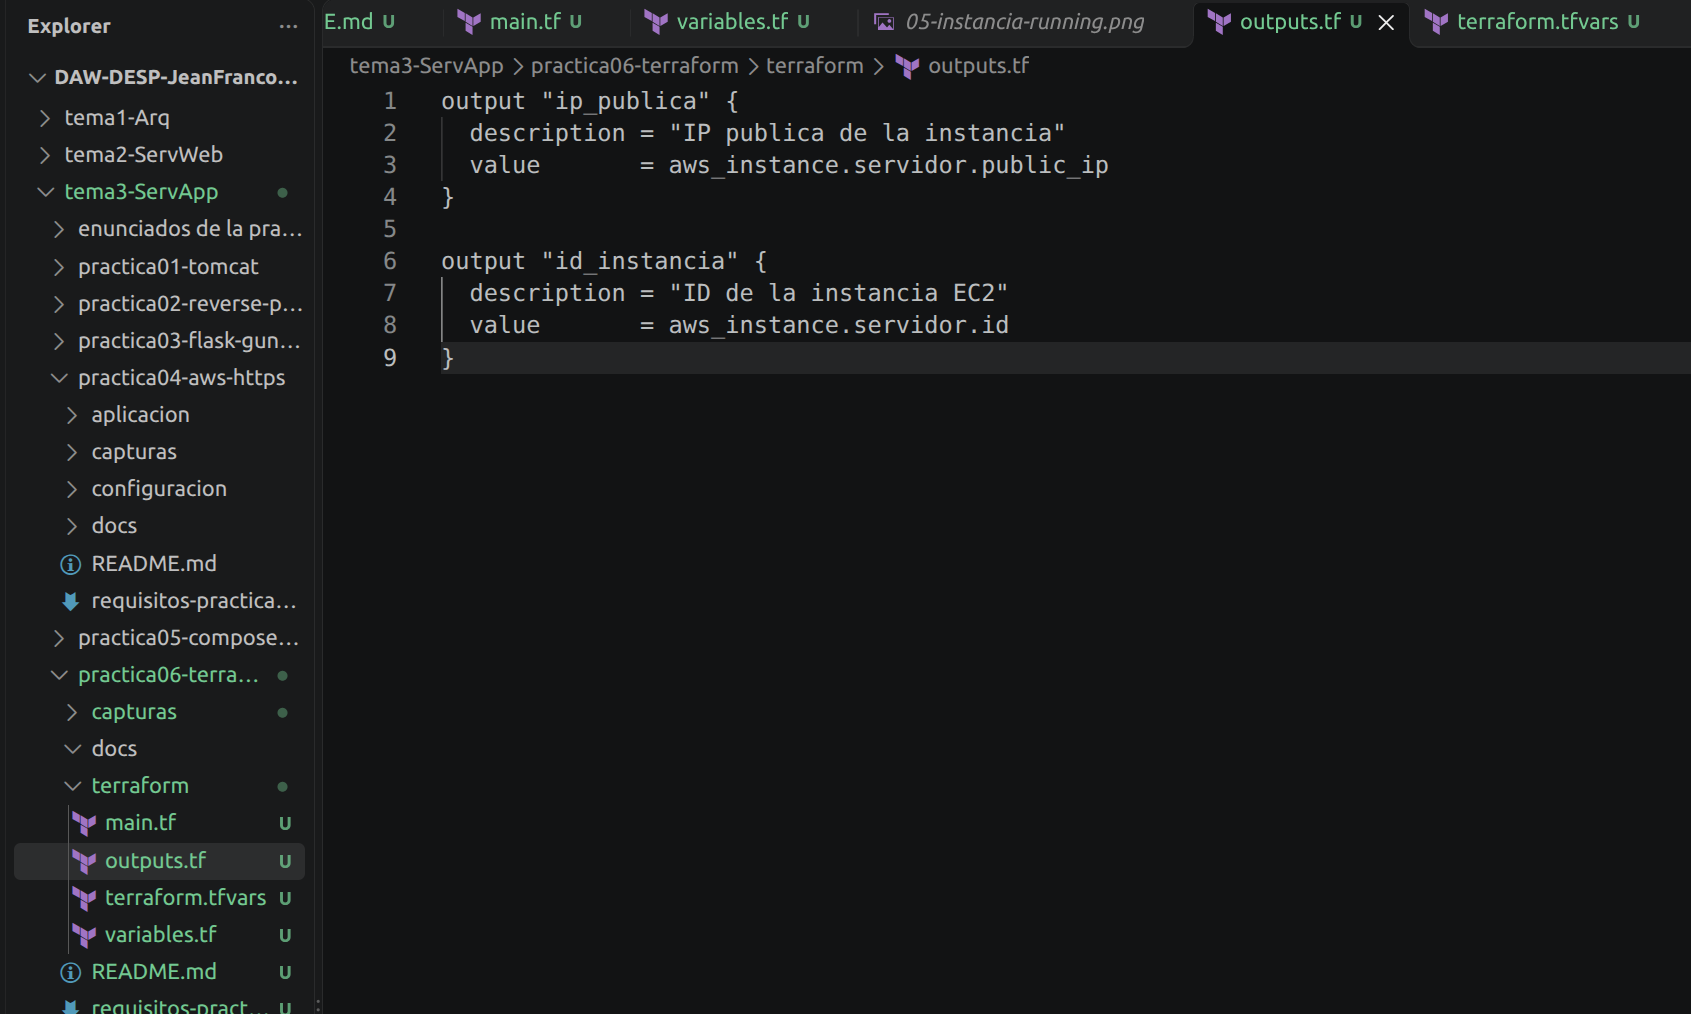 Explorer ...
DAW-DESP-JeanFranco...
tema1-Arq
tema2-ServWeb
tema3-ServApp
enunciados de la pra...
practica01-tomcat
practica02-reverse-p...
practica03-flask-gun...
practica04-aws-https
aplicacion
capturas
configuracion
docs
README.md
requisitos-practica...
practica05-compose...
practica06-terra...
capturas
docs
terraform
main.tf U
outputs.tf U
terraform.tfvars U
variables.tf U
README.md U
requisitos-pract... U
E.md U main.tf U variables.tf U 05-instancia-running.png outputs.tf U terraform.tfvars U
tema3-ServApp > practica06-terraform > terraform > outputs.tf
1 output "ip_publica" {
2 description = "IP publica de la instancia"
3 value = aws_instance.servidor.public_ip
4 }
5
6 output "id_instancia" {
7 description = "ID de la instancia EC2"
8 value = aws_instance.servidor.id
9 }